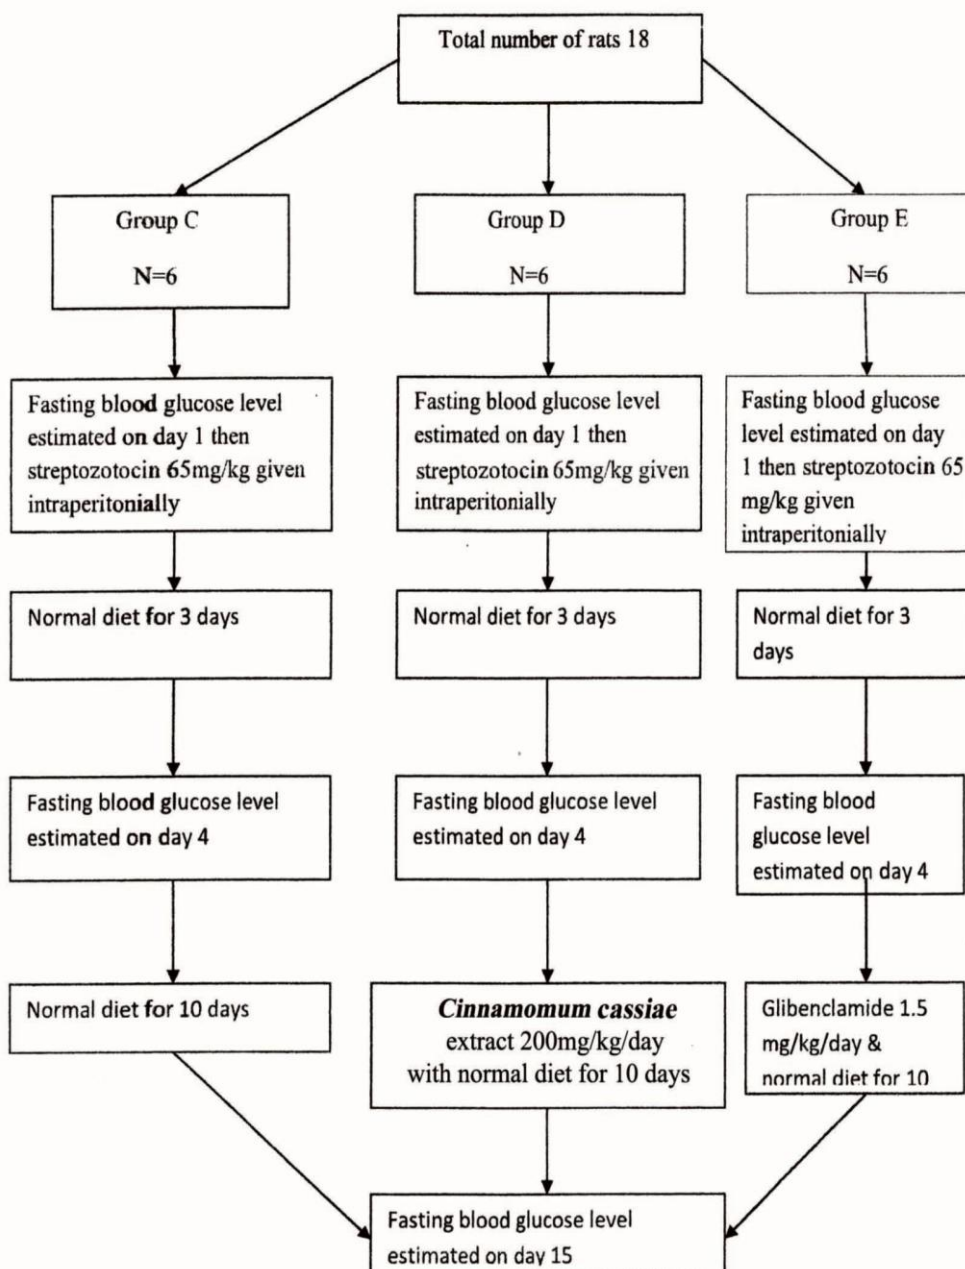 Total number of rats 18
Group C
N=6
Group D
N=6
Group E
N=6
Fasting blood glucose level
estimated on day 1 then
streptozotocin 65mg/kg given
intraperitonially
Fasting blood glucose level
estimated on day 1 then
streptozotocin 65mg/kg given
intraperitonially
Fasting blood glucose
level estimated on day
1 then streptozotocin 65
mg/kg given
intraperitonially
Normal diet for 3 days
Normal diet for 3 days
Normal diet for 3
days
Fasting blood glucose level
estimated on day 4
Fasting blood glucose level
estimated on day 4
Fasting blood
glucose level
estimated on day 4
Normal diet for 10 days
Cinnamomum cassiae
extract 200mg/kg/day
with normal diet for 10 days
Glibenclamide 1.5
mg/kg/day &
normal diet for 10
Fasting blood glucose level
estimated on day 15